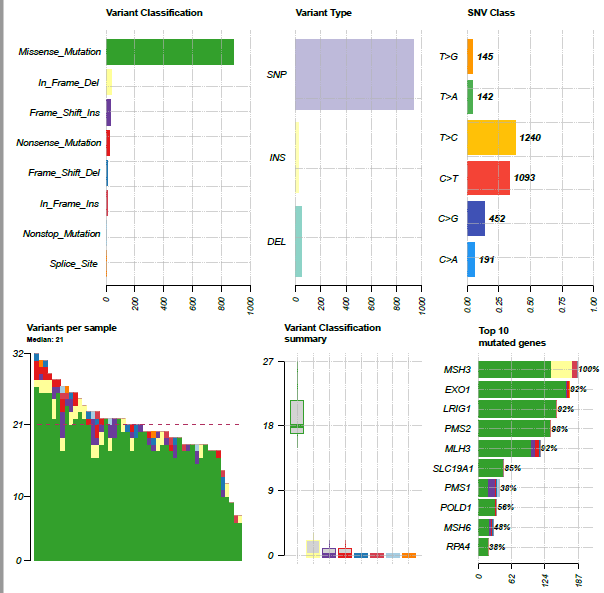 Variant Classification
Missense_Mutation
In_Frame_Del
Frame_Shift_Ins
Nonsense_Mutation
Frame_Shift_Del
In_Frame_Ins
Nonstop_Mutation
Splice_Site
0
200
400
600
800
1000
Variant Type
SNP
INS
DEL
0
200
400
600
800
1000
SNV Class
T>G
145
T>A
142
T>C
1240
C>T
1093
C>G
452
C>A
191
0.00
0.25
0.50
0.75
1.00
Variants per sample
Median: 21
32
21
10
0
Variant Classification
summary
27
18
9
0
Top 10
mutated genes
MSH3
100%
EXO1
92%
LRIG1
92%
PMS2
98%
MLH3
92%
SLC19A1
85%
PMS1
38%
POLD1
56%
MSH6
48%
RPA4
38%
0
62
124
187